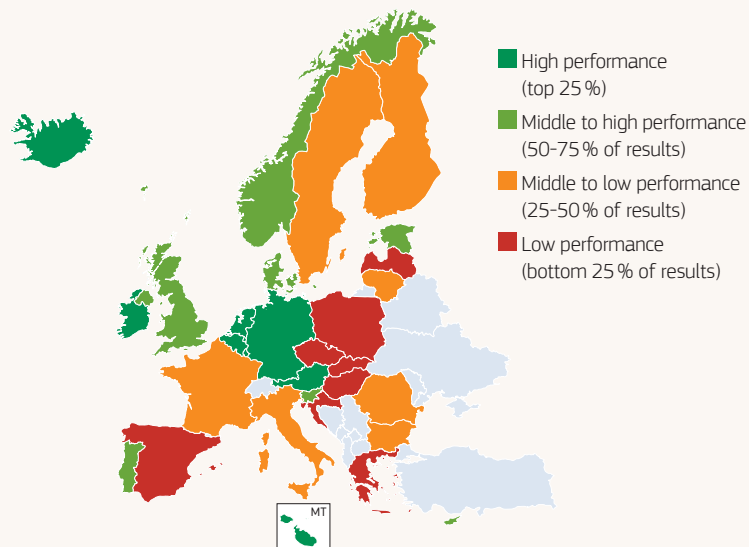 High performance
(top 25 %)
Middle to high performance
(50-75 % of results)
Middle to low performance
(25-50 % of results)
Low performance
(bottom 25 % of results)
MT